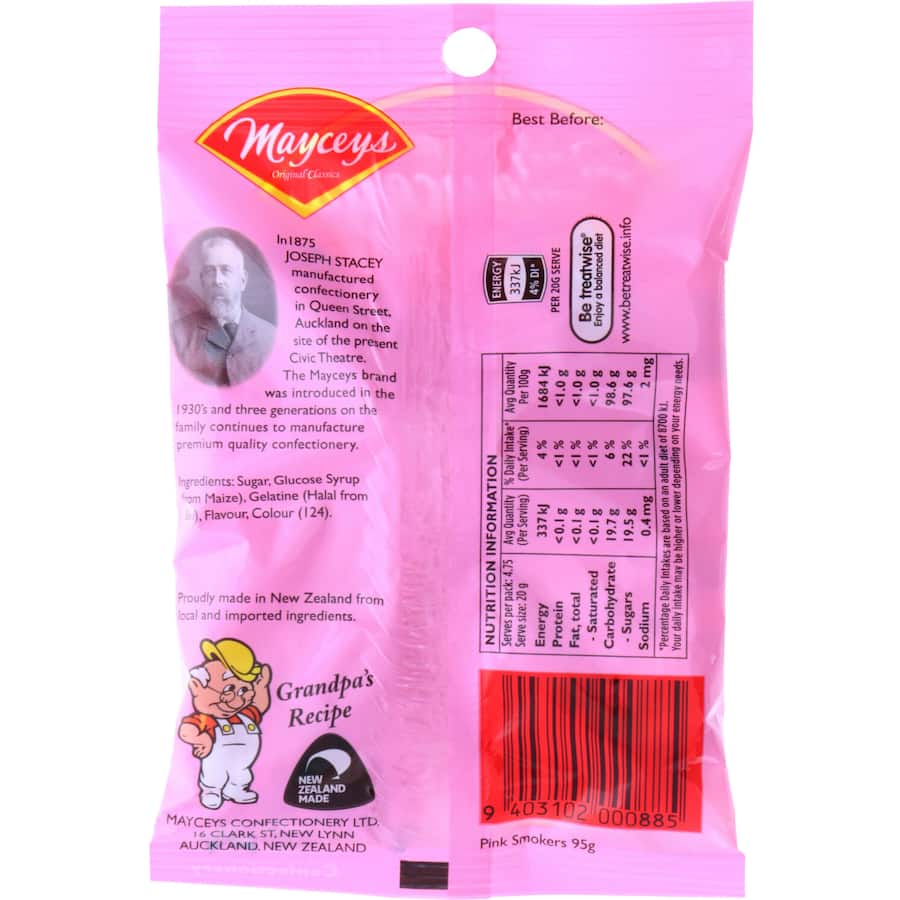 Mayceys
Original Classics
Best Before:
In 1875
JOSEPH STACEY
manufactured
confectionery
in Queen Street,
Auckland on the
site of the present
Civic Theatre.
The Mayceys brand
was introduced in the
1930's and three generations on the
family continues to manufacture
premium quality confectionery.
Ingredients: Sugar, Glucose Syrup
from Maize), Gelatine (Halal from
), Flavour, Colour (124).
Proudly made in New Zealand from
local and imported ingredients.
Grandpa's
Recipe
NEW
ZEALAND
MADE
MAYCEYS CONFECTIONERY LTD.
16 CLARK ST, NEW LYNN
AUCKLAND, NEW ZEALAND
ENERGY
337kJ
4% DI*
PER 20G SERVE
Be treatwise®
Enjoy a balanced diet
www.betreatwise.info
NUTRITION INFORMATION
Serves per pack: 4.75
Serve size: 20 g
Avg Quantity (Per Serving) % Daily Intake* (Per Serving) Avg Quantity Per 100g
Energy 337 kJ 4 % 1684 kJ
Protein <0.1 g <1 % <1.0 g
Fat, total <0.1 g <1 % <1.0 g
- Saturated <0.1 g <1 % <1.0 g
Carbohydrate 19.7 g 6 % 98.6 g
- Sugars 19.5 g 22 % 97.6 g
Sodium 0.4 mg <1 % 2 mg
*Percentage Daily Intakes are based on an adult diet of 8700 kJ.
Your daily intake may be higher or lower depending on your energy needs.
9 403102 000885
Pink Smokers 95g
Confectionery